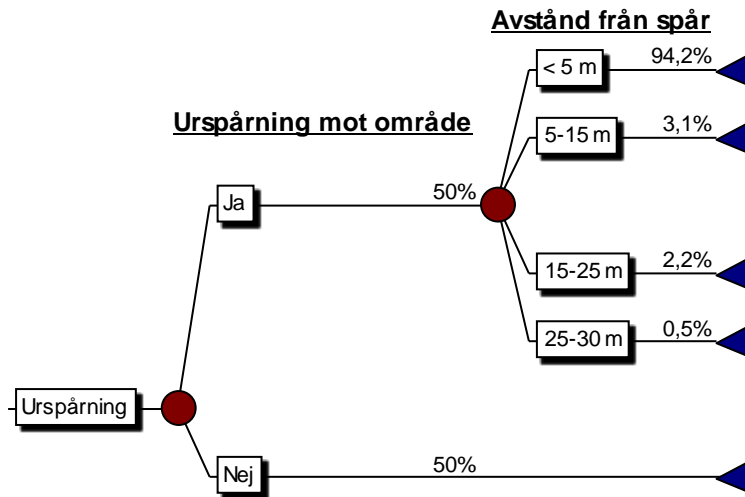 Avstånd från spår
< 5 m 94,2%
Urspårning mot område
5-15 m 3,1%
Ja 50%
15-25 m 2,2%
25-30 m 0,5%
Urspårning
Nej 50%